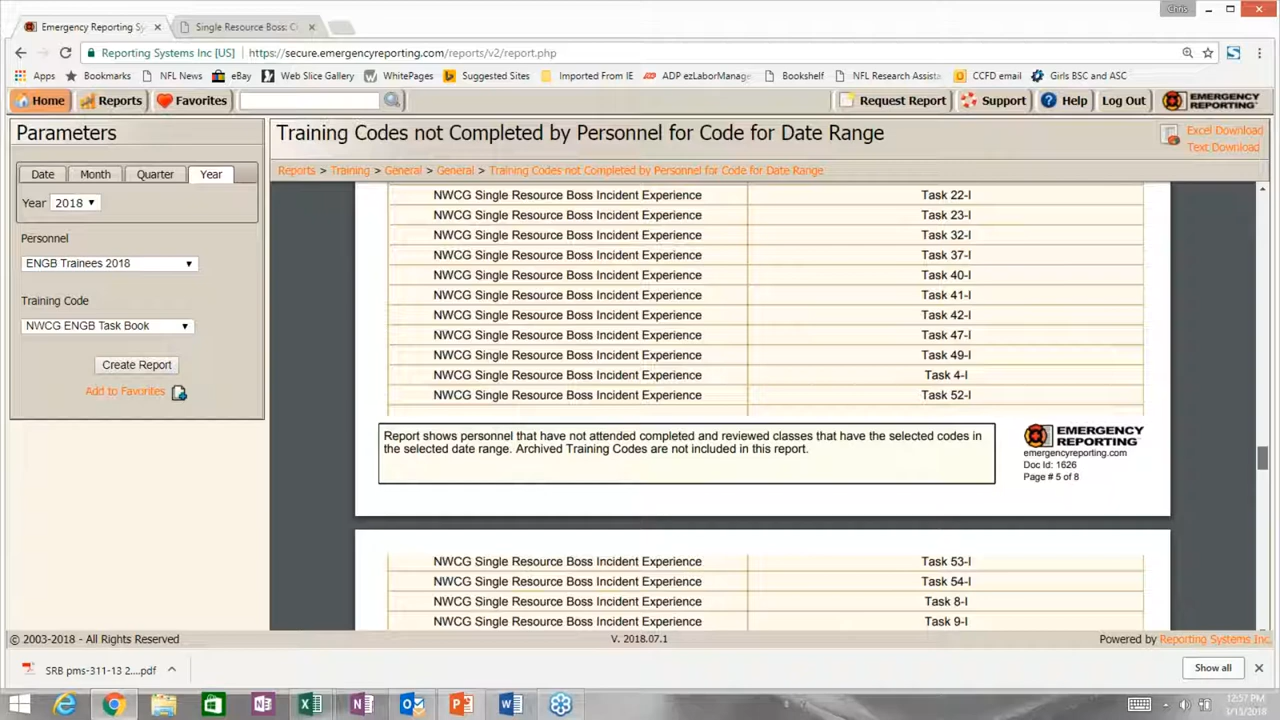 Chris
Emergency Reporting Sy
Single Resource Boss: C
Reporting Systems Inc [US]
https://secure.emergencyreporting.com/reports/v2/report.php
Apps
Bookmarks
NFL News
eBay
Web Slice Gallery
WhitePages
Suggested Sites
Imported From IE
ADP ezLaborManage
Bookshelf
NFL Research Assista
CCFD email
Girls BSC and ASC
Home
Reports
Favorites
Request Report
Support
Help
Log Out
EMERGENCY
REPORTING
Parameters
Training Codes not Completed by Personnel for Code for Date Range
Excel Download
Text Download
Reports > Training > General > General > Training Codes not Completed by Personnel for Code for Date Range
Date Month Quarter Year
Year 2018
Personnel
ENGB Trainees 2018
Training Code
NWCG ENGB Task Book
Create Report
Add to Favorites
NWCG Single Resource Boss Incident Experience Task 22-I
NWCG Single Resource Boss Incident Experience Task 23-I
NWCG Single Resource Boss Incident Experience Task 32-I
NWCG Single Resource Boss Incident Experience Task 37-I
NWCG Single Resource Boss Incident Experience Task 40-I
NWCG Single Resource Boss Incident Experience Task 41-I
NWCG Single Resource Boss Incident Experience Task 42-I
NWCG Single Resource Boss Incident Experience Task 47-I
NWCG Single Resource Boss Incident Experience Task 49-I
NWCG Single Resource Boss Incident Experience Task 4-I
NWCG Single Resource Boss Incident Experience Task 52-I
Report shows personnel that have not attended completed and reviewed classes that have the selected codes in
the selected date range. Archived Training Codes are not included in this report.
EMERGENCY
REPORTING
emergencyreporting.com
Doc Id: 1626
Page # 5 of 8
NWCG Single Resource Boss Incident Experience Task 53-I
NWCG Single Resource Boss Incident Experience Task 54-I
NWCG Single Resource Boss Incident Experience Task 8-I
NWCG Single Resource Boss Incident Experience Task 9-I
© 2003-2018 - All Rights Reserved
V. 2018.07.1
Powered by Reporting Systems Inc.
SRB pms-311-13 2....pdf
Show all
12:57 PM
3/15/2018